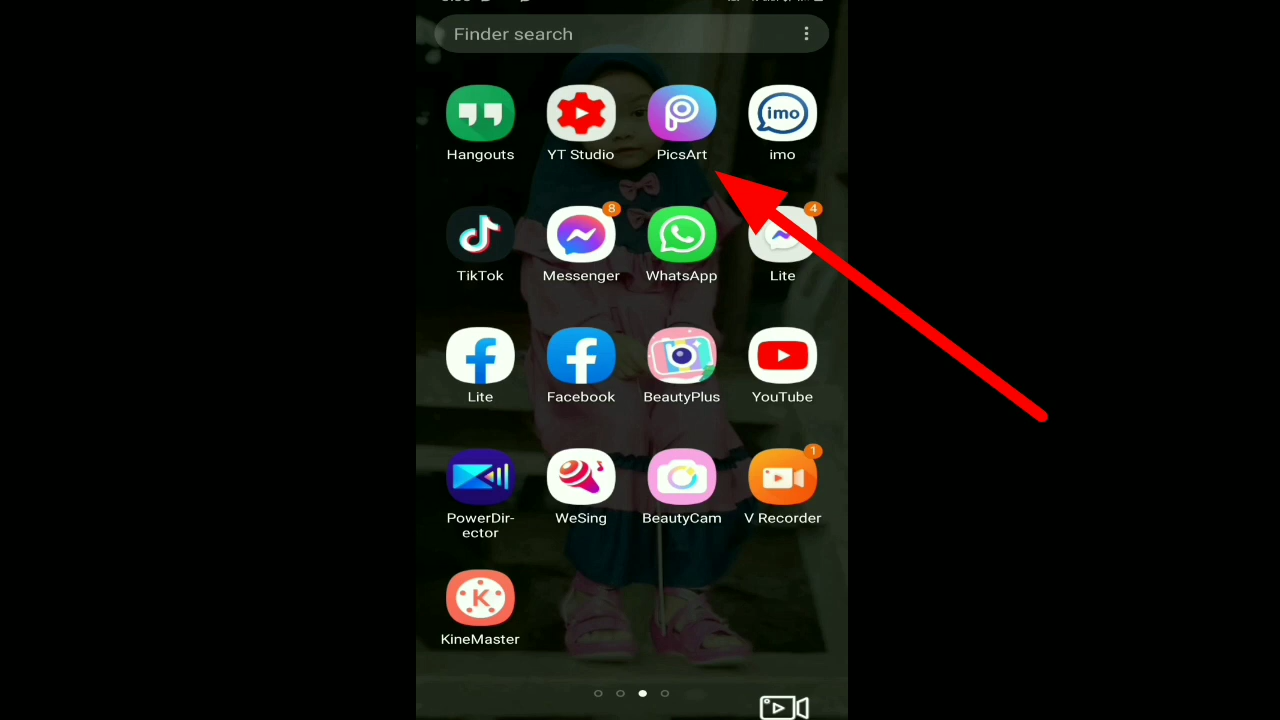 Finder search
imo
Hangouts
YT Studio
PicsArt
imo
8
4
TikTok
Messenger
WhatsApp
Lite
Lite
Facebook
BeautyPlus
YouTube
1
PowerDir-
ector
WeSing
BeautyCam
V Recorder
K
KineMaster